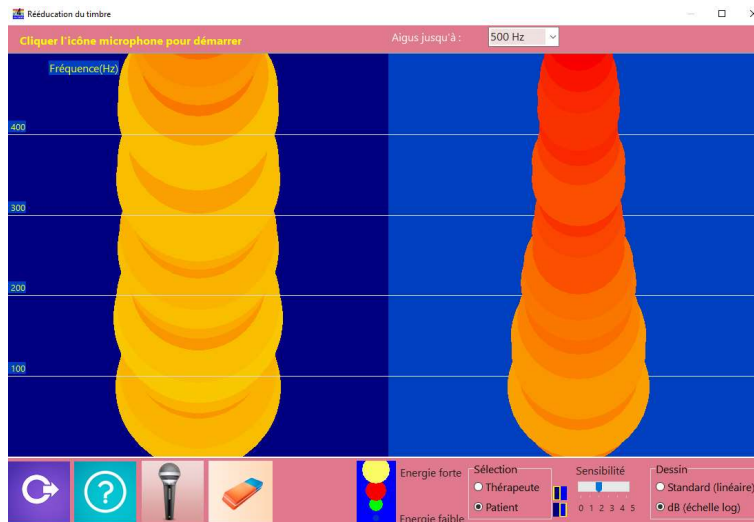 Rééducation du timbre
Cliquer l'icône microphone pour démarrer
Aigus jusqu'à :
500 Hz
Fréquence(Hz)
400
300
200
100
Energie forte
Energie faible
Sélection
Thérapeute
Patient
Sensibilité
0 1 2 3 4 5
Dessin
Standard (linéaire)
dB (échelle log)